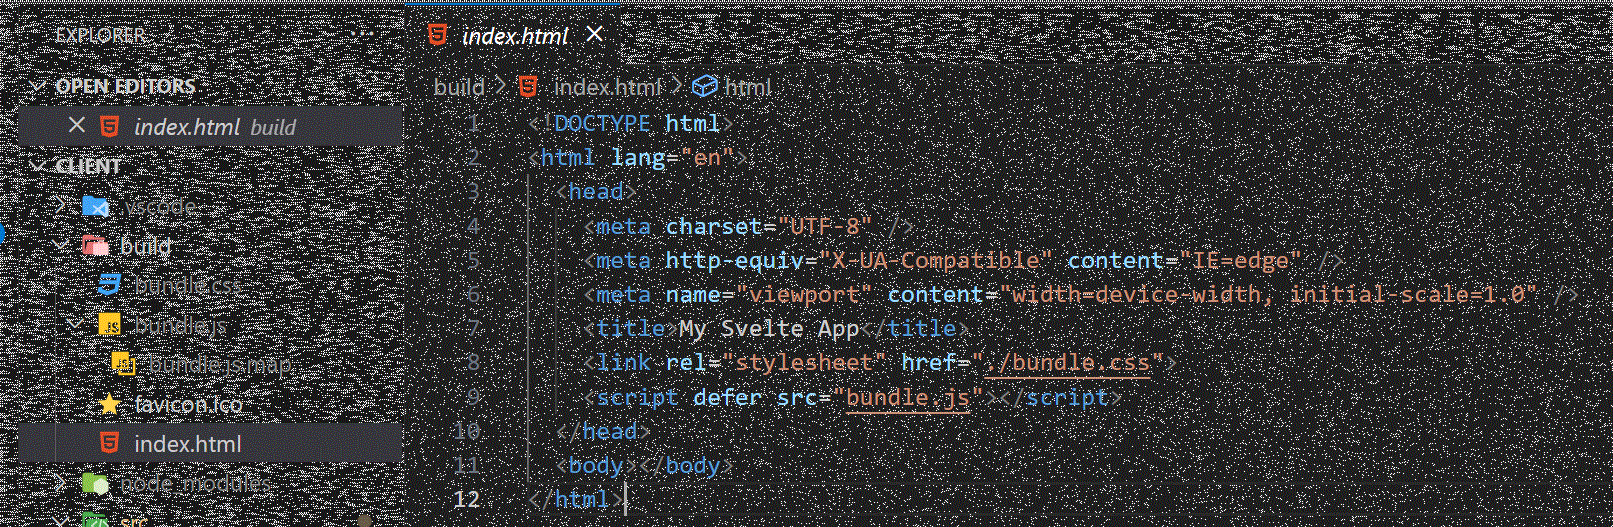 EXPLORER ...
OPEN EDITORS
index.html build
CLIENT
.vscode
build
bundle.css
JS bundle.js
bundle.js.map
favicon.ico
index.html
node_modules
src
index.html
build > index.html > html
1 <!DOCTYPE html>
2 <html lang="en">
3 <head>
4 <meta charset="UTF-8" />
5 <meta http-equiv="X-UA-Compatible" content="IE=edge" />
6 <meta name="viewport" content="width=device-width, initial-scale=1.0" />
7 <title>My Svelte App</title>
8 <link rel="stylesheet" href="./bundle.css">
9 <script defer src="bundle.js"></script>
10 </head>
11 <body></body>
12 </html>